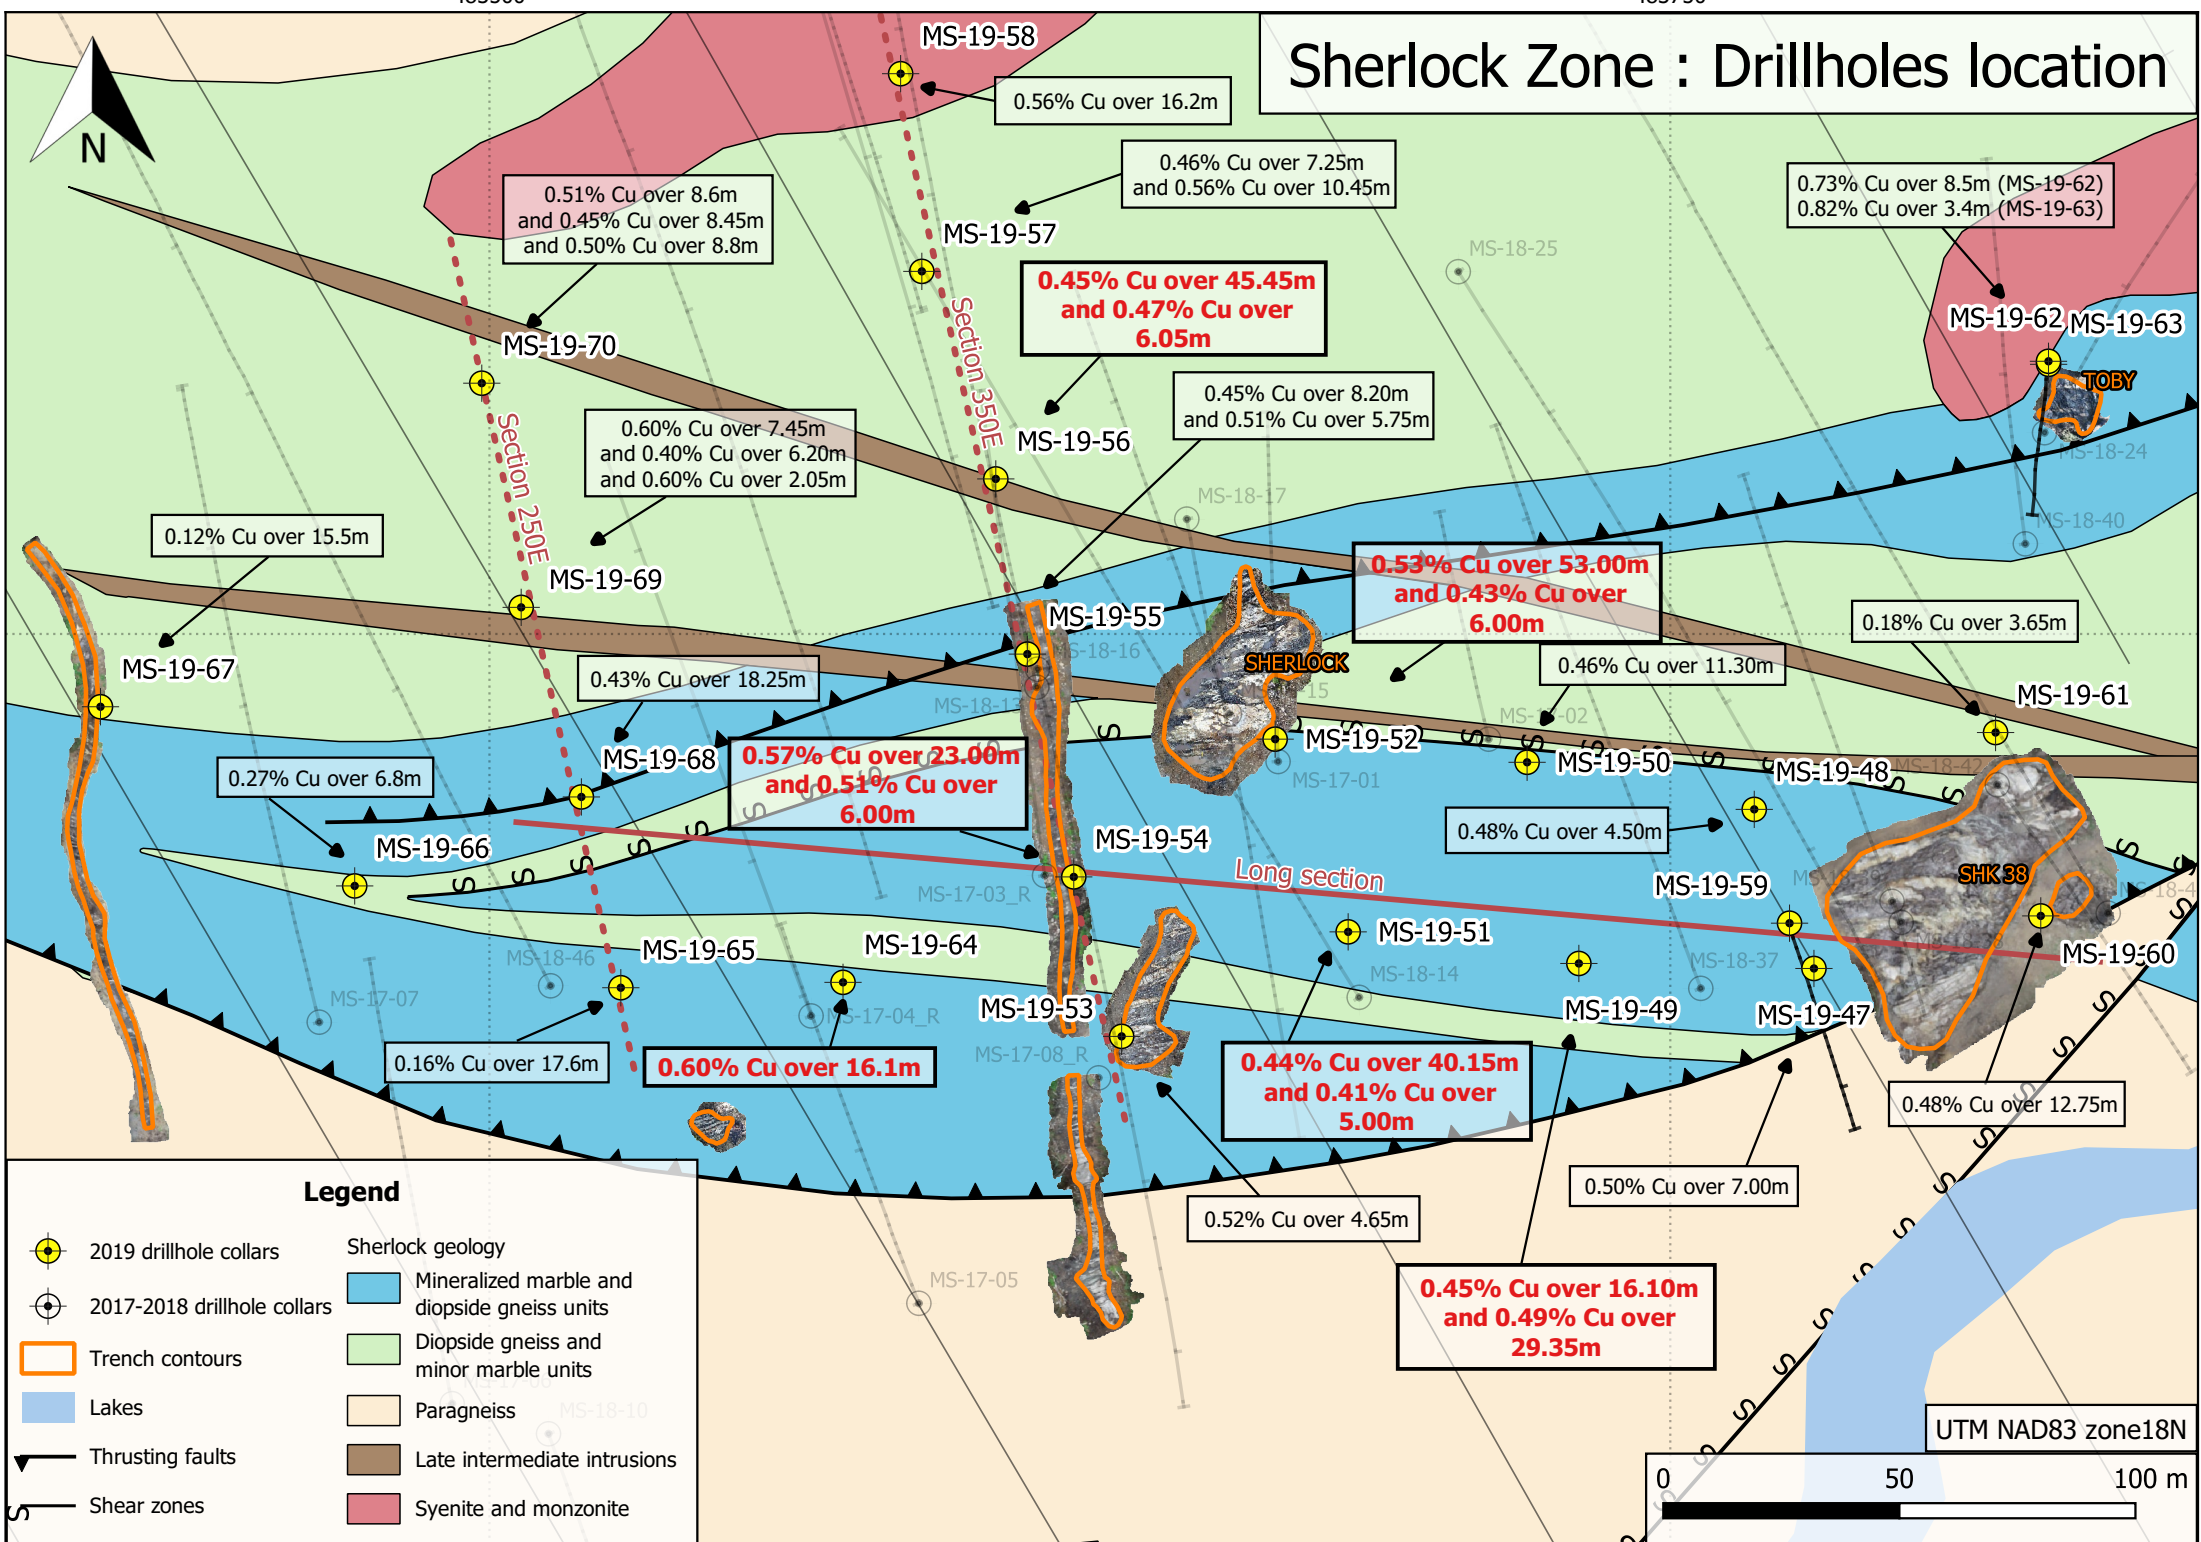 Sherlock Zone : Drillholes location
N
MS-19-58
0.56% Cu over 16.2m
0.46% Cu over 7.25m
and 0.56% Cu over 10.45m
0.51% Cu over 8.6m
and 0.45% Cu over 8.45m
and 0.50% Cu over 8.8m
0.73% Cu over 8.5m (MS-19-62)
0.82% Cu over 3.4m (MS-19-63)
MS-19-57
MS-18-25
0.45% Cu over 45.45m
and 0.47% Cu over
6.05m
MS-19-62
MS-19-63
MS-19-70
Section 350E
TOBY
0.45% Cu over 8.20m
and 0.51% Cu over 5.75m
Section 250E
0.60% Cu over 7.45m
and 0.40% Cu over 6.20m
and 0.60% Cu over 2.05m
MS-19-56
MS-18-24
MS-18-17
MS-18-40
0.12% Cu over 15.5m
0.53% Cu over 53.00m
and 0.43% Cu over
6.00m
MS-19-69
MS-19-55
0.18% Cu over 3.65m
MS-18-16
SHERLOCK
0.46% Cu over 11.30m
MS-19-67
0.43% Cu over 18.25m
MS-19-61
MS-18-13
MS-17-02
MS-19-52
MS-19-68
0.57% Cu over 23.00m
and 0.51% Cu over
6.00m
MS-19-50
MS-19-48
MS-18-42
0.27% Cu over 6.8m
MS-17-01
0.48% Cu over 4.50m
MS-19-66
MS-19-54
Long section
MS-19-59
SHK 38
MS-17-03_R
MS-19-65
MS-19-64
MS-19-51
MS-19-60
MS-18-46
MS-18-14
MS-18-37
MS-17-07
MS-17-04_R
MS-19-53
MS-19-49
MS-19-47
MS-17-08_R
0.16% Cu over 17.6m
0.60% Cu over 16.1m
0.44% Cu over 40.15m
and 0.41% Cu over
5.00m
0.48% Cu over 12.75m
0.50% Cu over 7.00m
0.52% Cu over 4.65m
MS-17-05
0.45% Cu over 16.10m
and 0.49% Cu over
29.35m
Legend
2019 drillhole collars
2017-2018 drillhole collars
Trench contours
Lakes
Thrusting faults
Shear zones
Sherlock geology
Mineralized marble and
diopside gneiss units
Diopside gneiss and
minor marble units
Paragneiss
Late intermediate intrusions
Syenite and monzonite
MS-18-10
UTM NAD83 zone18N
0 50 100 m